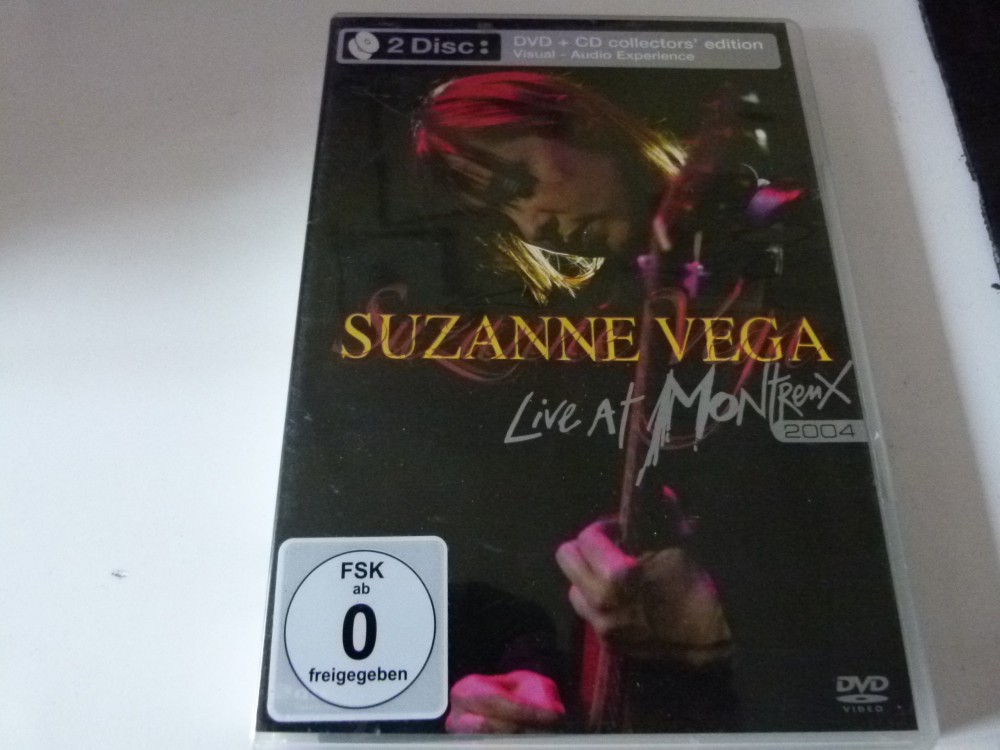 2 Disc:
DVD + CD collectors' edition
Visual - Audio Experience
SUZANNE VEGA
Live At Montreux
2004
FSK
ab
0
freigegeben
DVD
VIDEO